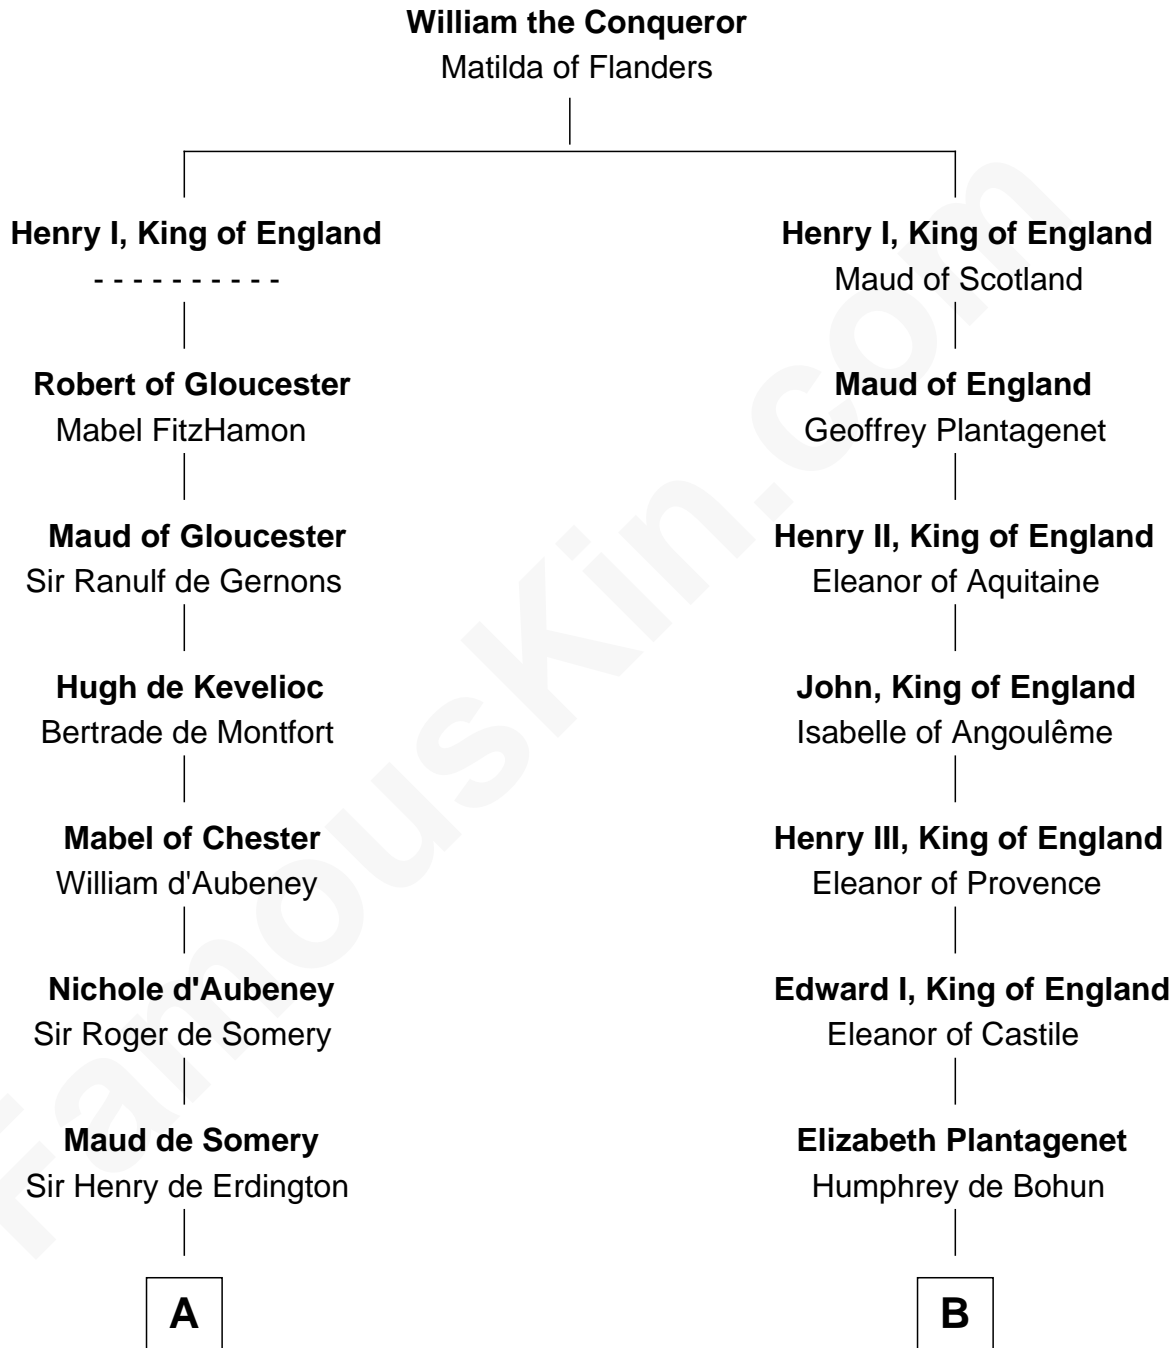 William the Conqueror
Matilda of Flanders
Henry I, King of England
- - - - - - - - - -
Robert of Gloucester
Mabel FitzHamon
Maud of Gloucester
Sir Ranulf de Gernons
Hugh de Kevelioc
Bertrade de Montfort
Mabel of Chester
William d'Aubeney
Nichole d'Aubeney
Sir Roger de Somery
Maud de Somery
Sir Henry de Erdington
A
Henry I, King of England
Maud of Scotland
Maud of England
Geoffrey Plantagenet
Henry II, King of England
Eleanor of Aquitaine
John, King of England
Isabelle of Angoulême
Henry III, King of England
Eleanor of Provence
Edward I, King of England
Eleanor of Castile
Elizabeth Plantagenet
Humphrey de Bohun
B
FamousKin.com